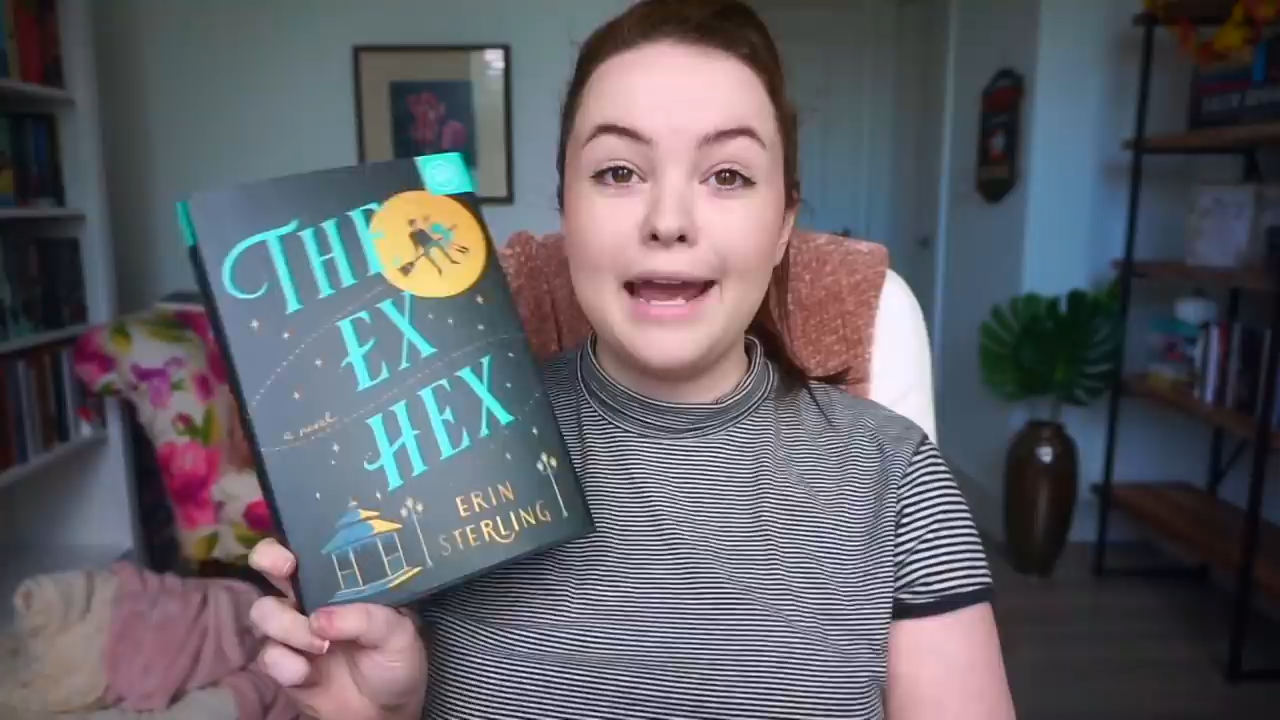 THE
EX
HEX
a novel
ERIN
STERLING